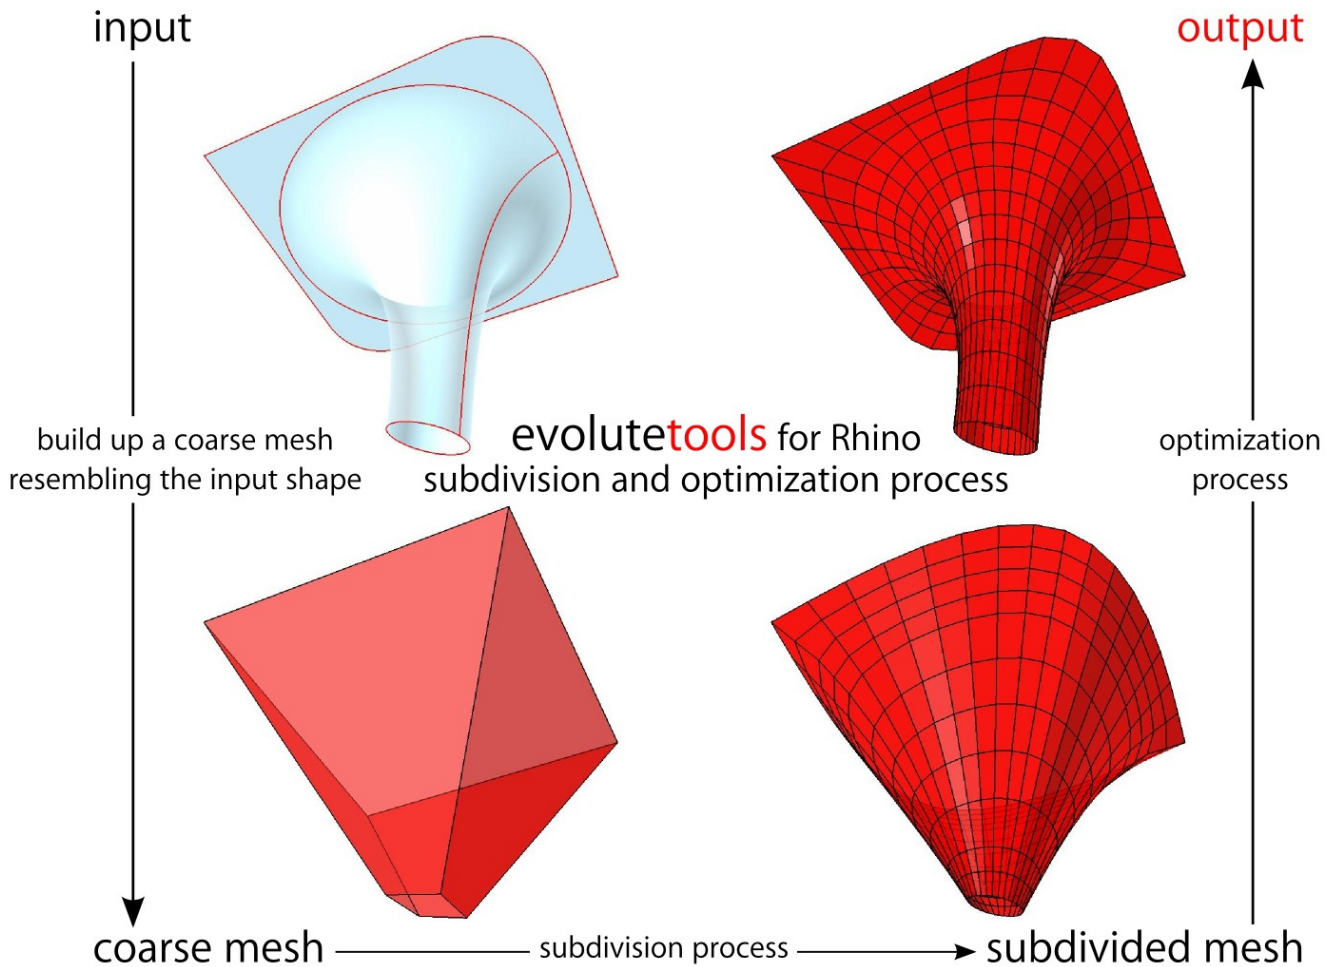 input
output
build up a coarse mesh
resembling the input shape
evolutetools for Rhino
subdivision and optimization process
optimization
process
coarse mesh
subdivision process
subdivided mesh